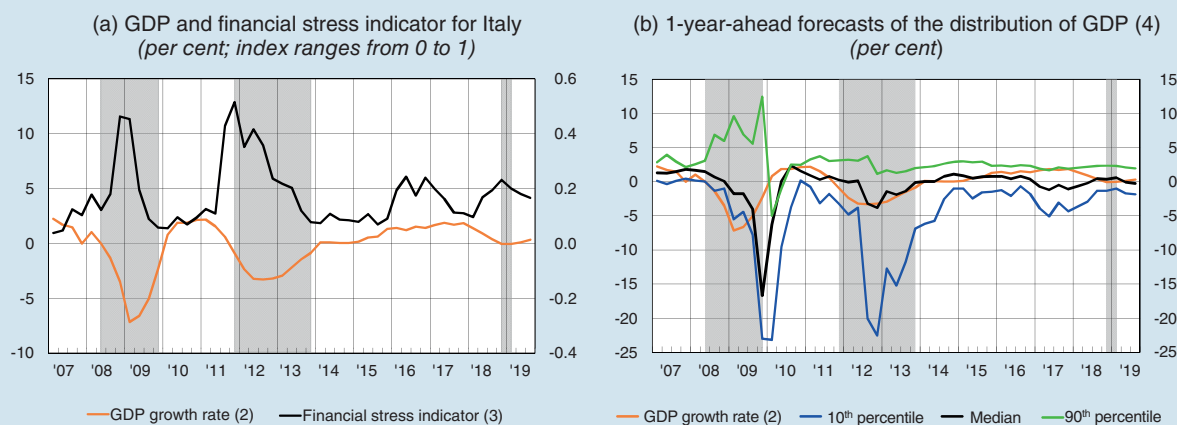 (a) GDP and financial stress indicator for Italy
(per cent; index ranges from 0 to 1)
15 0.6
10 0.4
5 0.2
0 0.0
-5 -0.2
-10 -0.4
'07 '08 '09 '10 '11 '12 '13 '14 '15 '16 '17 '18 '19
GDP growth rate (2) Financial stress indicator (3)
(b) 1-year-ahead forecasts of the distribution of GDP (4)
(per cent)
15 15
10 10
5 5
0 0
-5 -5
-10 -10
-15 -15
-20 -20
-25 -25
'07 '08 '09 '10 '11 '12 '13 '14 '15 '16 '17 '18 '19
GDP growth rate (2) 10th percentile Median 90th percentile